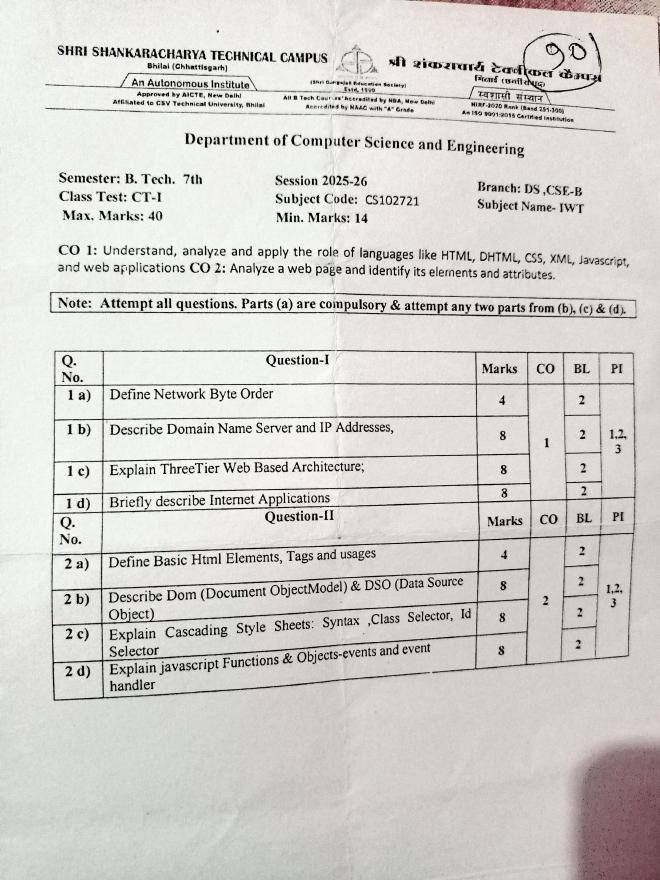 SHRI SHANKARACHARYA TECHNICAL CAMPUS
Bhilai (Chhattisgarh)
An Autonomous Institute
Approved by AICTE, New Delhi
Affiliated to CSV Technical University, Bhilai
(Shri Gangajali Education Society)
Estd. 1999
All B Tech Courses Accredited by NBA, New Delhi
Accredited by NAAC with "A" Grade
श्री शंकराचार्य टेक्नीकल कैम्पस
भिलाई (छत्तीसगढ़)
स्वशासी संस्थान
NIRF-2020 Rank (Band 251-300)
An ISO 9001:2015 Certified Institution
Department of Computer Science and Engineering
Semester: B. Tech. 7th Session 2025-26 Branch: DS ,CSE-B
Class Test: CT-I Subject Code: CS102721 Subject Name- IWT
Max. Marks: 40 Min. Marks: 14
CO 1: Understand, analyze and apply the role of languages like HTML, DHTML, CSS, XML, Javascript,
and web applications CO 2: Analyze a web page and identify its elements and attributes.
Note: Attempt all questions. Parts (a) are compulsory & attempt any two parts from (b), (c) & (d).
Q. No. Question-I Marks CO BL PI
1 a) Define Network Byte Order 4 2
1 b) Describe Domain Name Server and IP Addresses, 8 1 2 1,2, 3
1 c) Explain ThreeTier Web Based Architecture; 8 2
1 d) Briefly describe Internet Applications 8 2
Q. No. Question-II Marks CO BL PI
2 a) Define Basic Html Elements, Tags and usages 4 2
2 b) Describe Dom (Document ObjectModel) & DSO (Data Source
Object) 8 2 2 1,2, 3
2 c) Explain Cascading Style Sheets: Syntax ,Class Selector, Id
Selector 8 2
2 d) Explain javascript Functions & Objects-events and event
handler 8 2